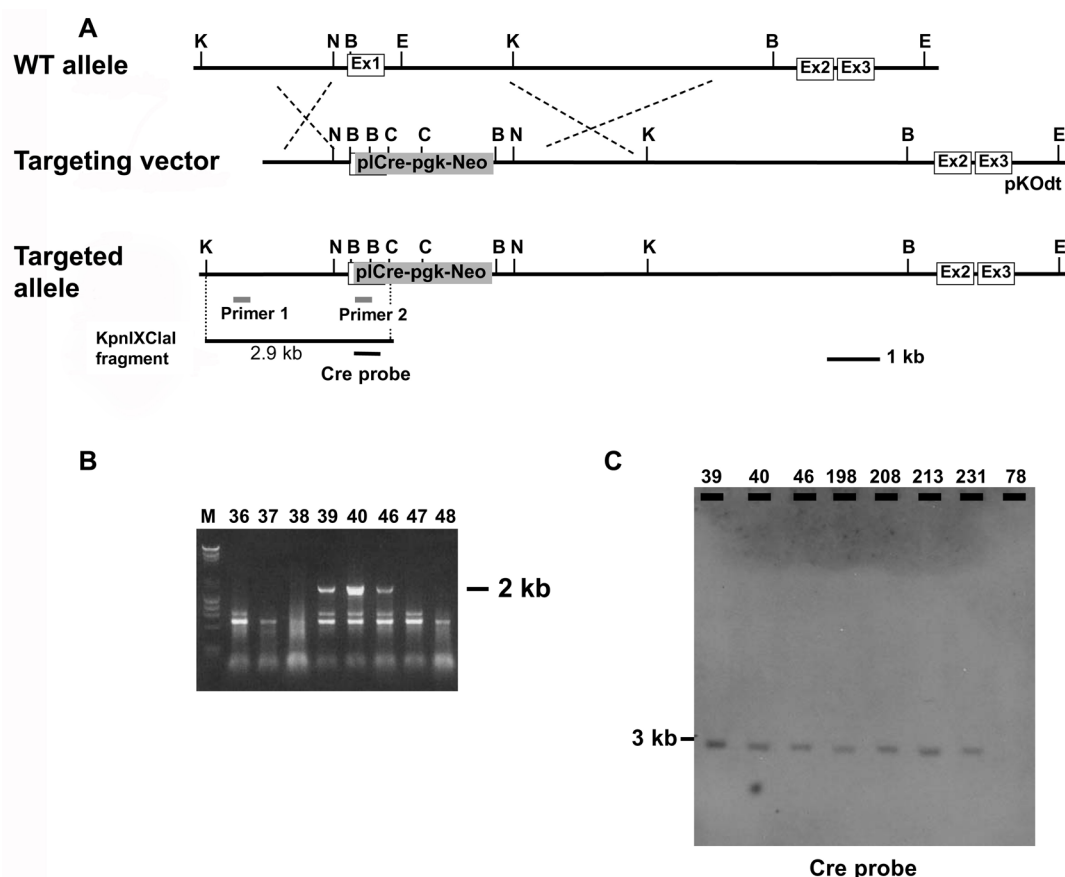 A
K N B E K B E
WT allele
Ex1 Ex2 Ex3
N B B C C B N K B E
Targeting vector
plCre-pgk-Neo Ex2 Ex3
pKOdt
K N B B C C B N K B E
Targeted
allele
plCre-pgk-Neo Ex2 Ex3
Primer 1 Primer 2
KpnIXClaI
fragment
2.9 kb
Cre probe
1 kb
B
M 36 37 38 39 40 46 47 48
2 kb
C
39 40 46 198 208 213 231 78
3 kb
Cre probe